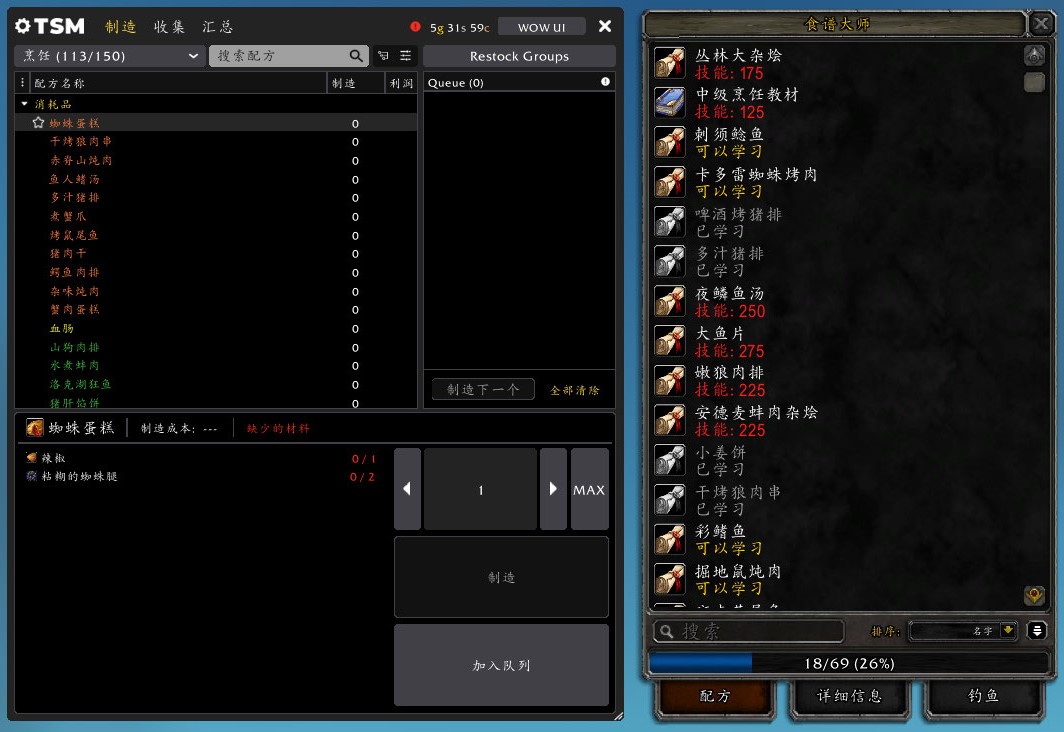 TSM 制造 收集 汇总 5g 31s 59c WOW UI
烹饪 (113/150) 搜索配方 Restock Groups
配方名称 制造 利润 Queue (0)
消耗品
蜘蛛蛋糕 0
干烤狼肉串 0
赤脊山炖肉 0
鱼人鳍汤 0
多汁猪排 0
煮蟹爪 0
烤鼠尾鱼 0
猪肉干 0
鳄鱼肉排 0
杂味炖肉 0
蟹肉蛋糕 0
血肠 0
山狗肉排 0
水煮蚌肉 0
洛克湖狂鱼 0
猪肝馅饼 0
制造下一个 全部清除
蜘蛛蛋糕 制造成本: --- 缺少的材料
辣椒 0 / 1
粘糊的蜘蛛腿 0 / 2
1 MAX
制造
加入队列
食谱大师
丛林大杂烩
技能: 175
中级烹饪教材
技能: 125
刺须鲶鱼
可以学习
卡多雷蜘蛛烤肉
可以学习
啤酒烤猪排
已学习
多汁猪排
已学习
夜鳞鱼汤
技能: 250
大鱼片
技能: 275
嫩狼肉排
技能: 225
安德麦蚌肉杂烩
技能: 225
小姜饼
已学习
干烤狼肉串
已学习
彩鳍鱼
可以学习
掘地鼠炖肉
可以学习
搜索 排序: 名字
18/69 (26%)
配方 详细信息 钓鱼